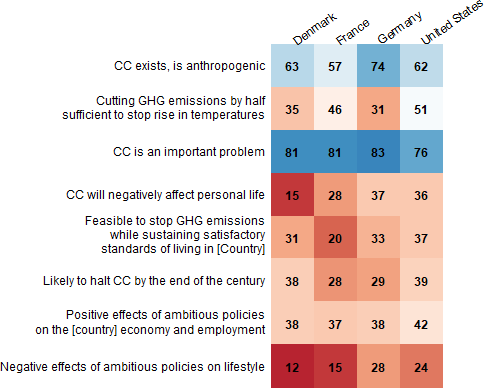 Denmark France Germany United States
CC exists, is anthropogenic 63 57 74 62
Cutting GHG emissions by half
sufficient to stop rise in temperatures 35 46 31 51
CC is an important problem 81 81 83 76
CC will negatively affect personal life 15 28 37 36
Feasible to stop GHG emissions
while sustaining satisfactory 31 20 33 37
standards of living in [Country]
Likely to halt CC by the end of the century 38 28 29 39
Positive effects of ambitious policies
on the [country] economy and employment 38 37 38 42
Negative effects of ambitious policies on lifestyle 12 15 28 24